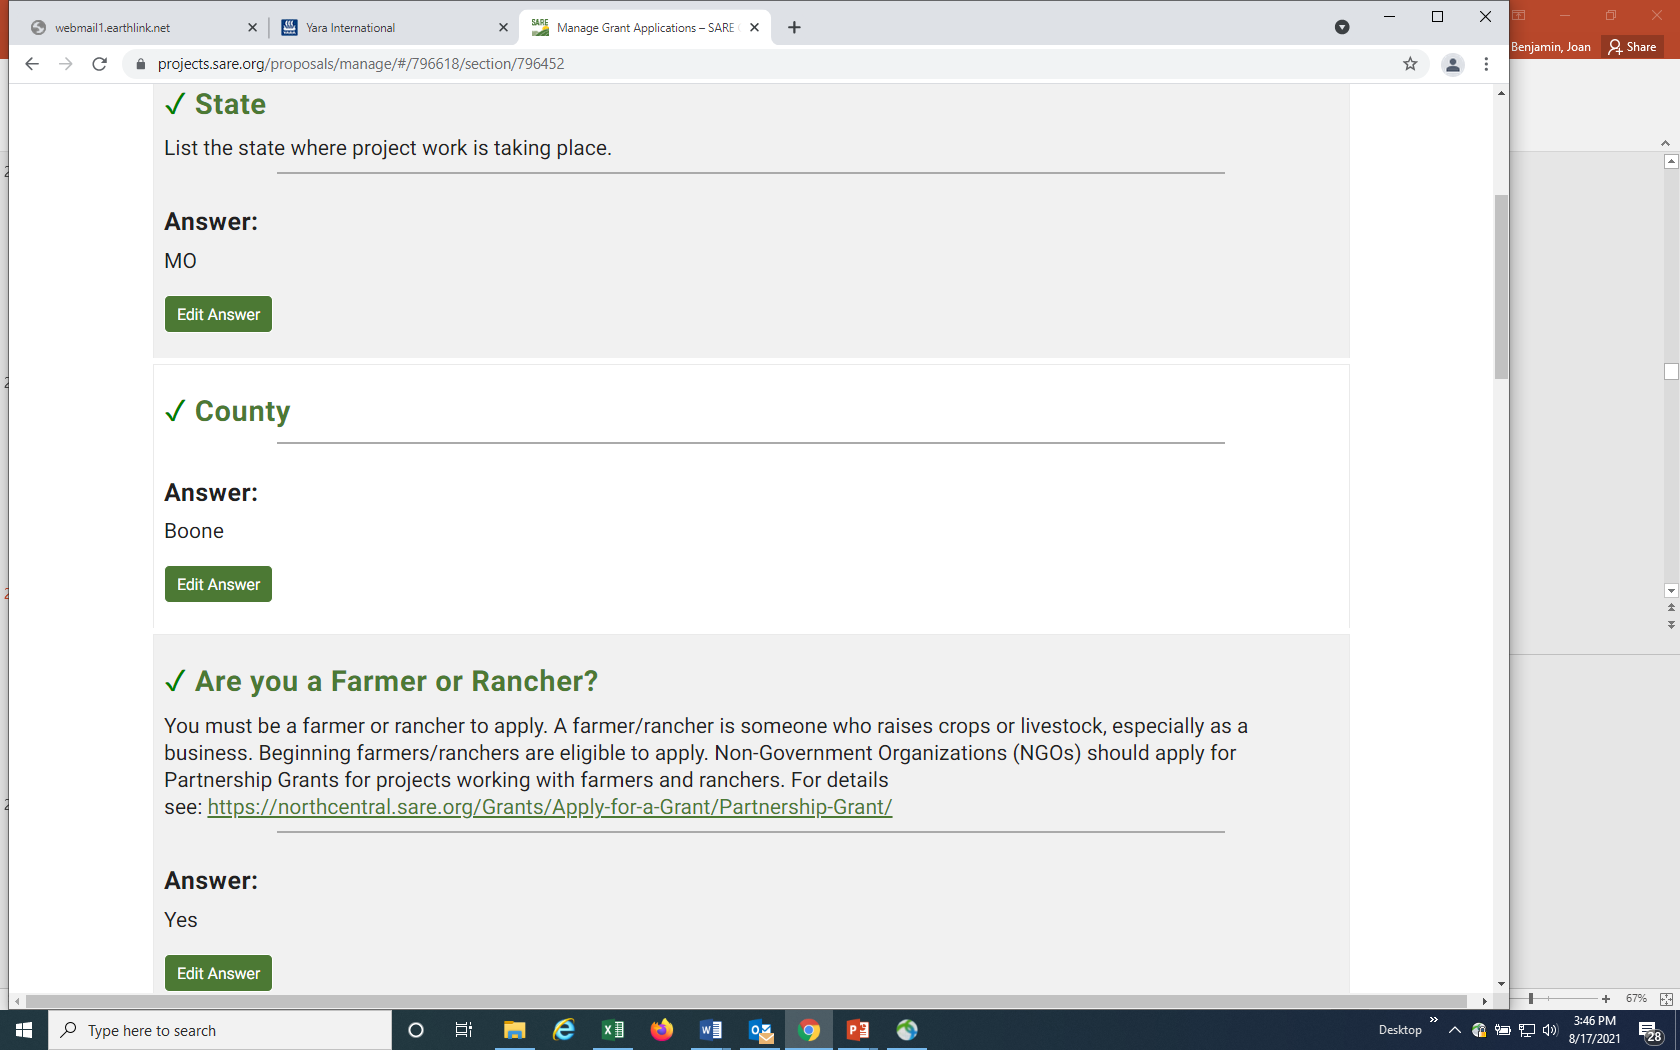 webmail1.earthlink.net
Yara International
SARE
Manage Grant Applications – SARE
Benjamin, Joan
Share
projects.sare.org/proposals/manage/#/796618/section/796452
✓ State
List the state where project work is taking place.
Answer:
MO
Edit Answer
✓ County
Answer:
Boone
Edit Answer
✓ Are you a Farmer or Rancher?
You must be a farmer or rancher to apply. A farmer/rancher is someone who raises crops or livestock, especially as a
business. Beginning farmers/ranchers are eligible to apply. Non-Government Organizations (NGOs) should apply for
Partnership Grants for projects working with farmers and ranchers. For details
see: https://northcentral.sare.org/Grants/Apply-for-a-Grant/Partnership-Grant/
Answer:
Yes
Edit Answer
67%
Type here to search
Desktop
3:46 PM
8/17/2021
28